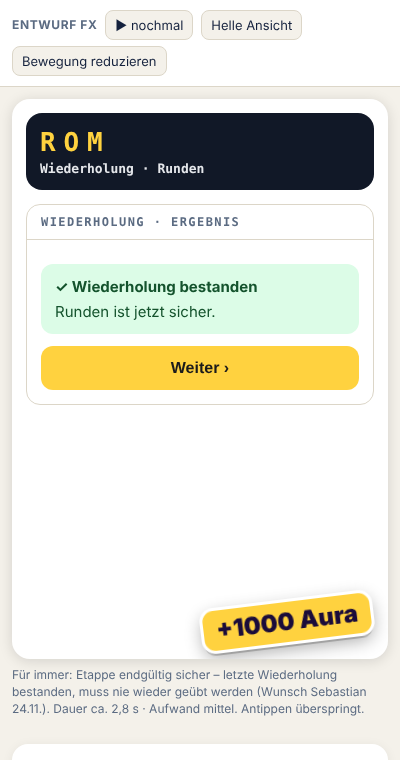 ENTWURF FX ▶ nochmal Helle Ansicht
Bewegung reduzieren
ROM
Wiederholung · Runden
WIEDERHOLUNG · ERGEBNIS
✓ Wiederholung bestanden
Runden ist jetzt sicher.
Weiter ›
+1000 Aura
Für immer: Etappe endgültig sicher – letzte Wiederholung
bestanden, muss nie wieder geübt werden (Wunsch Sebastian
24.11.). Dauer ca. 2,8 s · Aufwand mittel. Antippen überspringt.